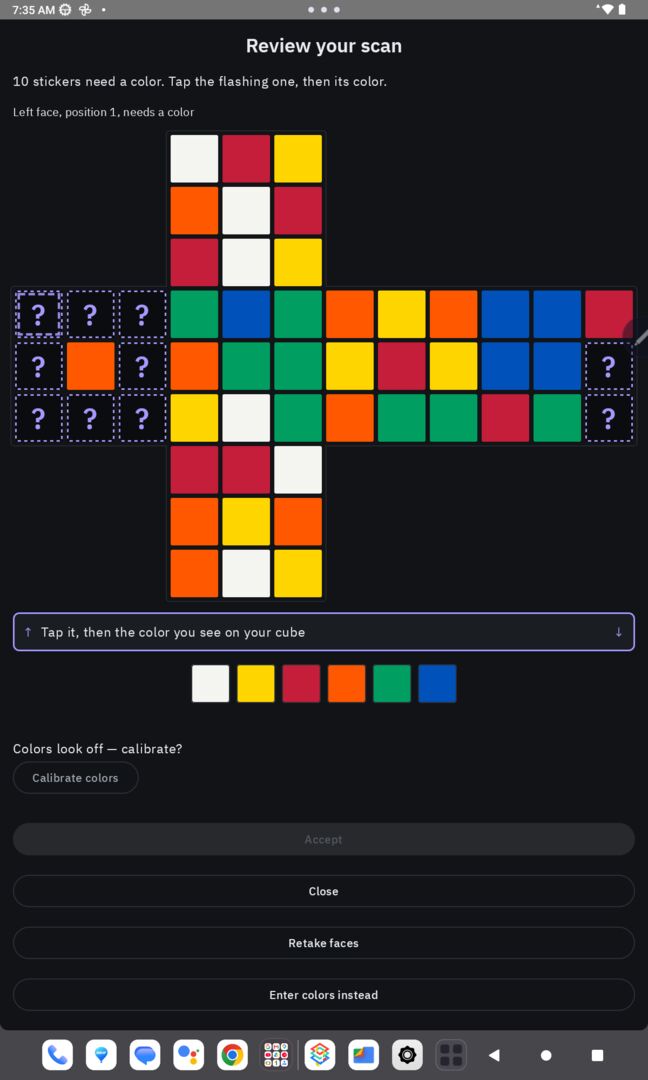 7:35 AM
Review your scan
10 stickers need a color. Tap the flashing one, then its color.
Left face, position 1, needs a color
? ? ?
? ? ?
? ? ? ?
↑ Tap it, then the color you see on your cube ↓
Colors look off — calibrate?
Calibrate colors
Accept
Close
Retake faces
Enter colors instead